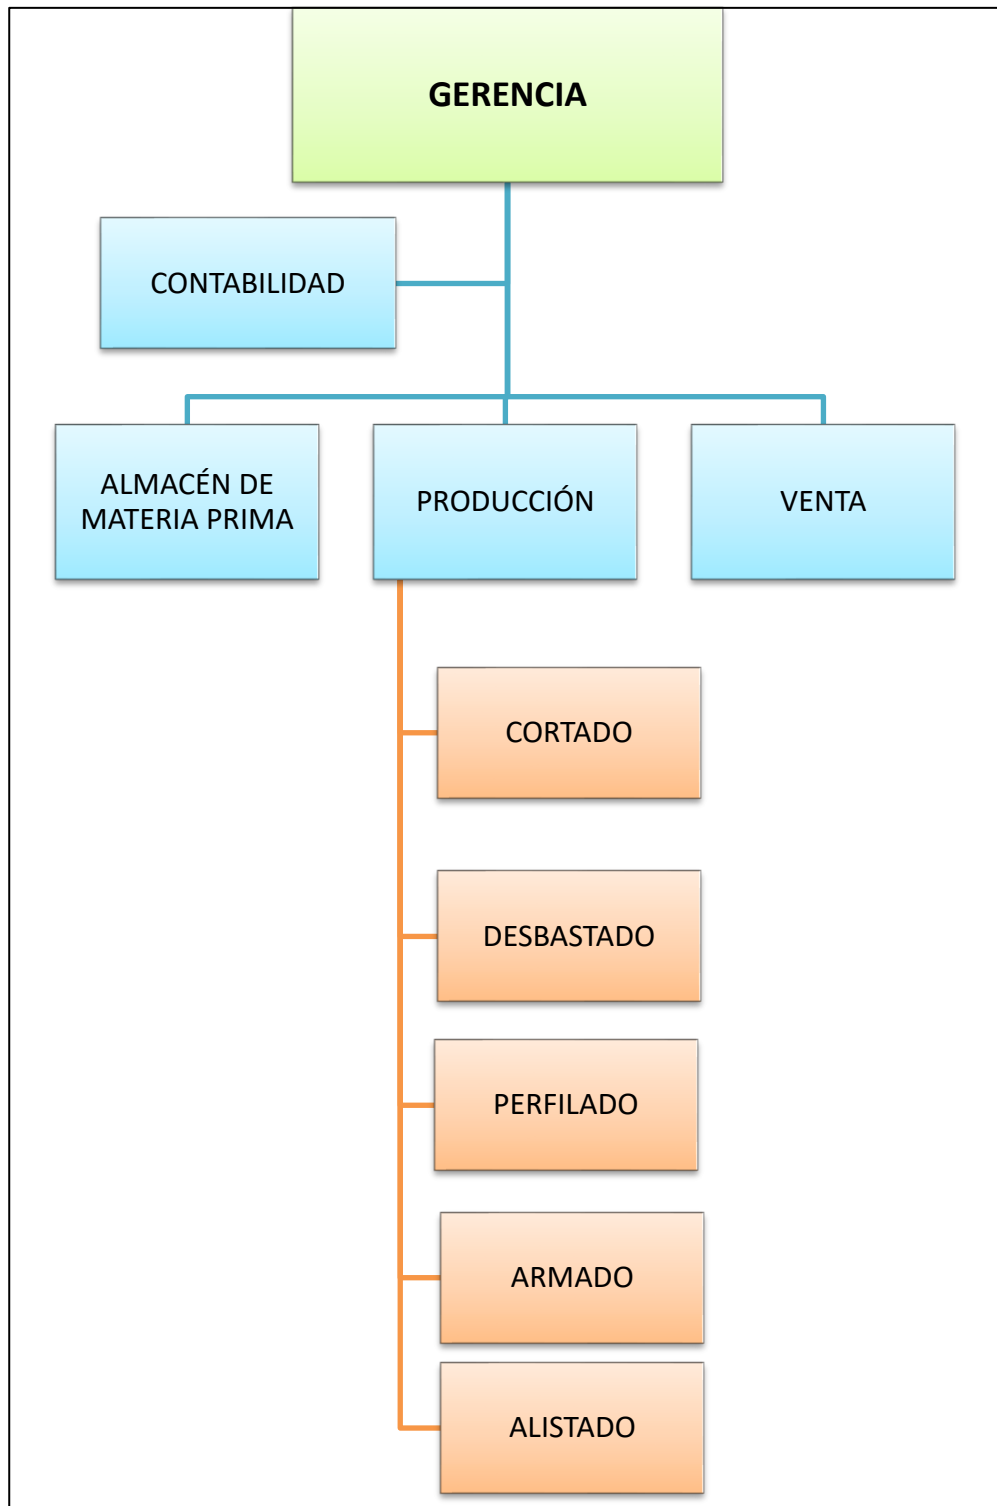 GERENCIA
CONTABILIDAD
ALMACÉN DE
MATERIA PRIMA
PRODUCCIÓN
VENTA
CORTADO
DESBASTADO
PERFILADO
ARMADO
ALISTADO